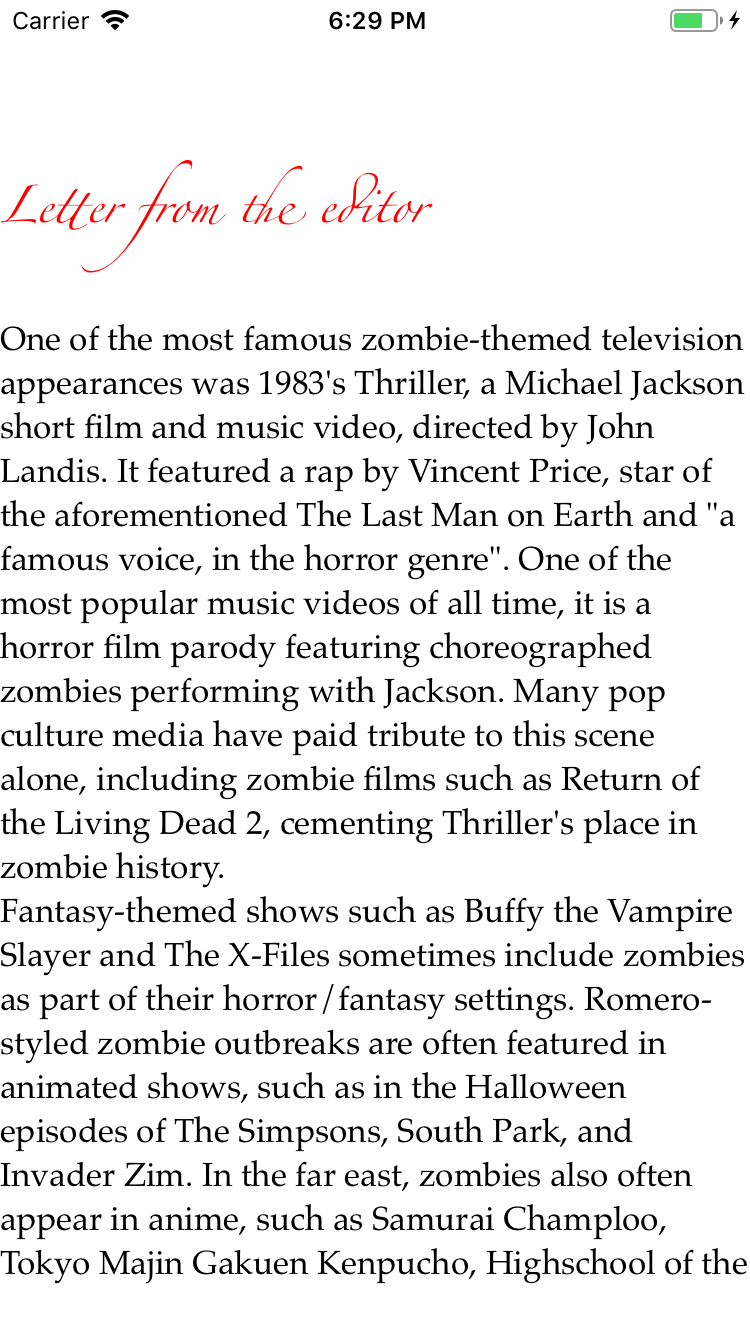 Carrier
6:29 PM
Letter from the editor
One of the most famous zombie-themed television
appearances was 1983's Thriller, a Michael Jackson
short film and music video, directed by John
Landis. It featured a rap by Vincent Price, star of
the aforementioned The Last Man on Earth and "a
famous voice, in the horror genre". One of the
most popular music videos of all time, it is a
horror film parody featuring choreographed
zombies performing with Jackson. Many pop
culture media have paid tribute to this scene
alone, including zombie films such as Return of
the Living Dead 2, cementing Thriller's place in
zombie history.
Fantasy-themed shows such as Buffy the Vampire
Slayer and The X-Files sometimes include zombies
as part of their horror/fantasy settings. Romero-
styled zombie outbreaks are often featured in
animated shows, such as in the Halloween
episodes of The Simpsons, South Park, and
Invader Zim. In the far east, zombies also often
appear in anime, such as Samurai Champloo,
Tokyo Majin Gakuen Kenpucho, Highschool of the